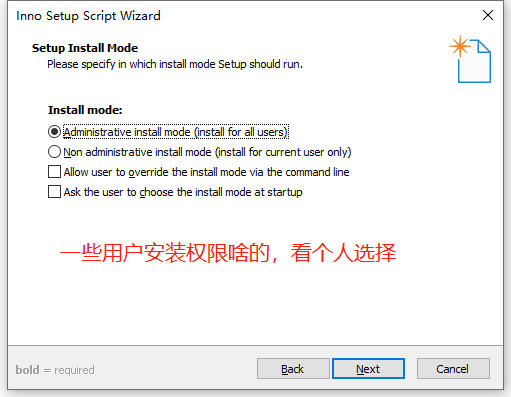 Inno Setup Script Wizard
Setup Install Mode
Please specify in which install mode Setup should run.
Install mode:
Administrative install mode (install for all users)
Non administrative install mode (install for current user only)
Allow user to override the install mode via the command line
Ask the user to choose the install mode at startup
一些用户安装权限啥的，看个人选择
bold = required
Back
Next
Cancel